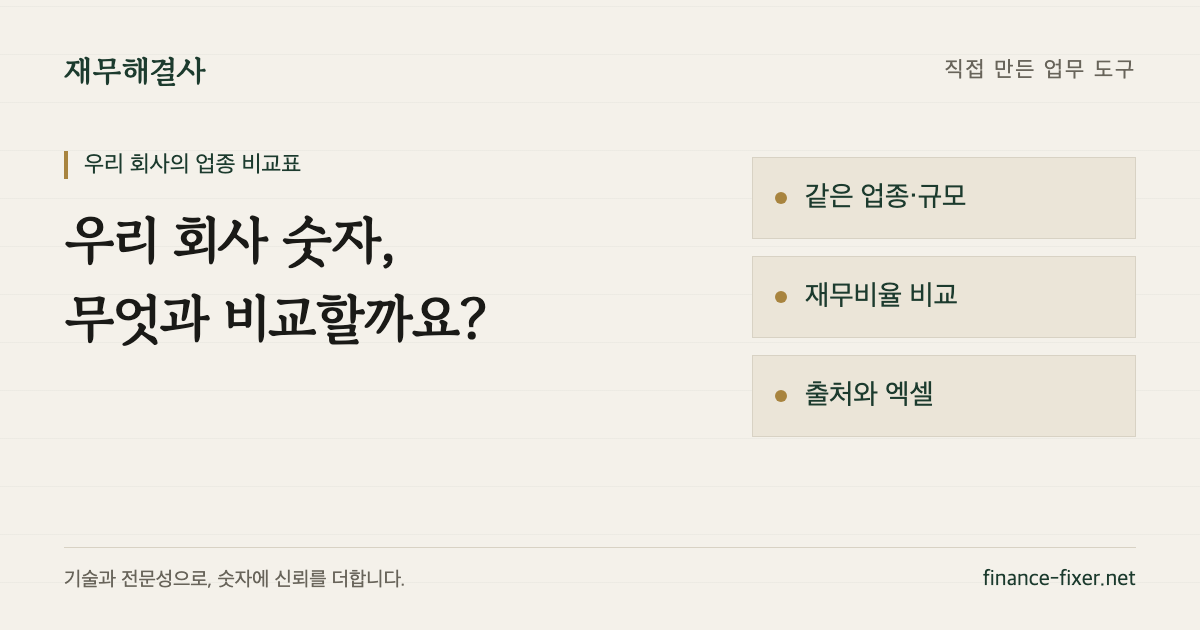 재무해결사
직접 만든 업무 도구
우리 회사의 업종 비교표
우리 회사 숫자,
무엇과 비교할까요?
같은 업종·규모
재무비율 비교
출처와 엑셀
기술과 전문성으로, 숫자에 신뢰를 더합니다.
finance-fixer.net